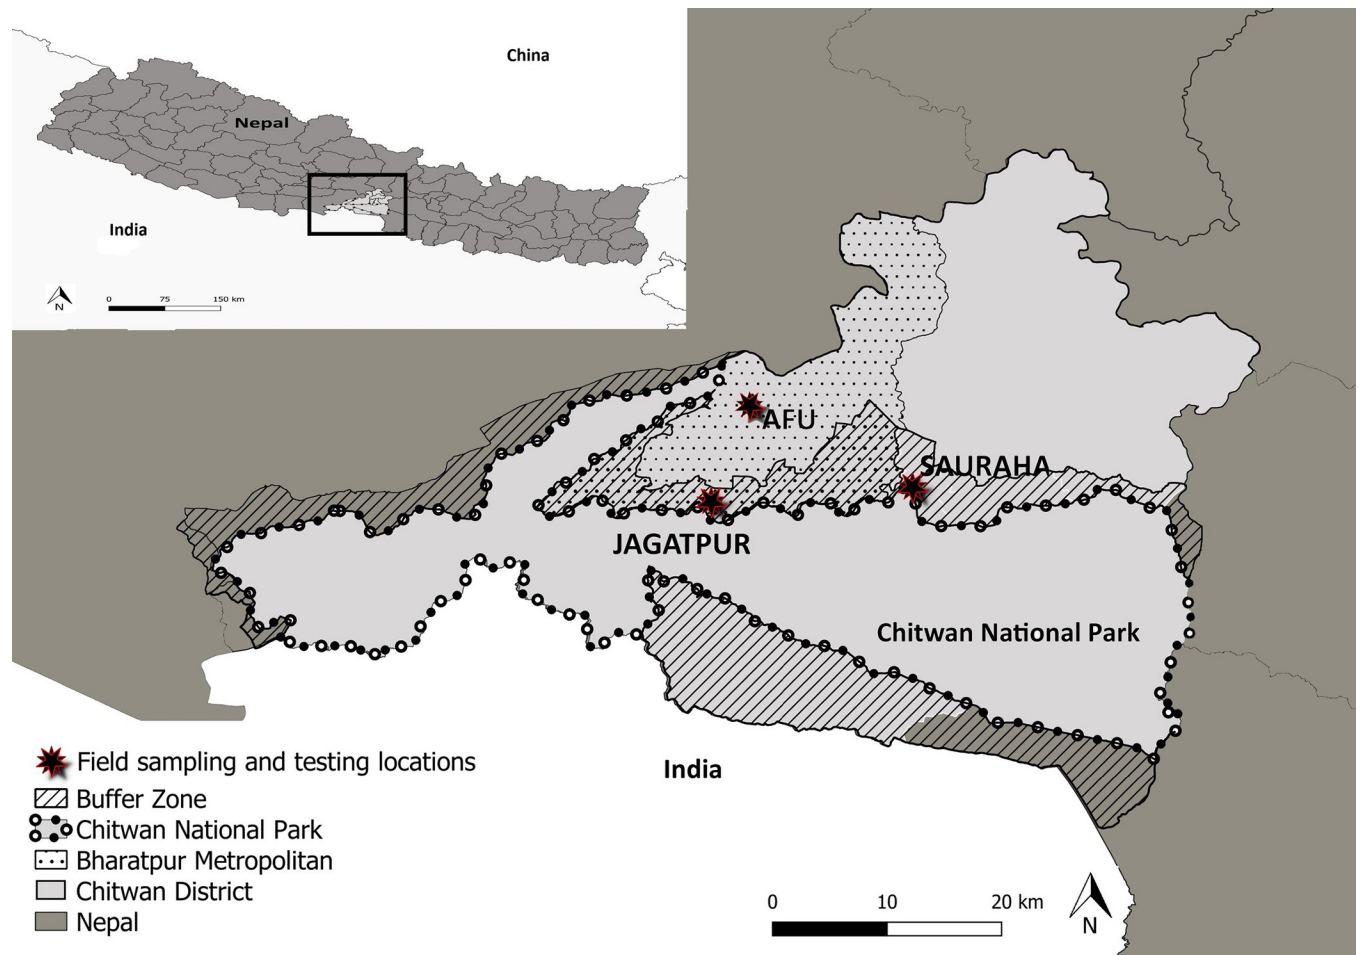 China
Nepal
India
N
0 75 150 km
AFU
SAURAHA
JAGATPUR
Chitwan National Park
India
Field sampling and testing locations
Buffer Zone
Chitwan National Park
Bharatpur Metropolitan
Chitwan District
Nepal
0 10 20 km
N